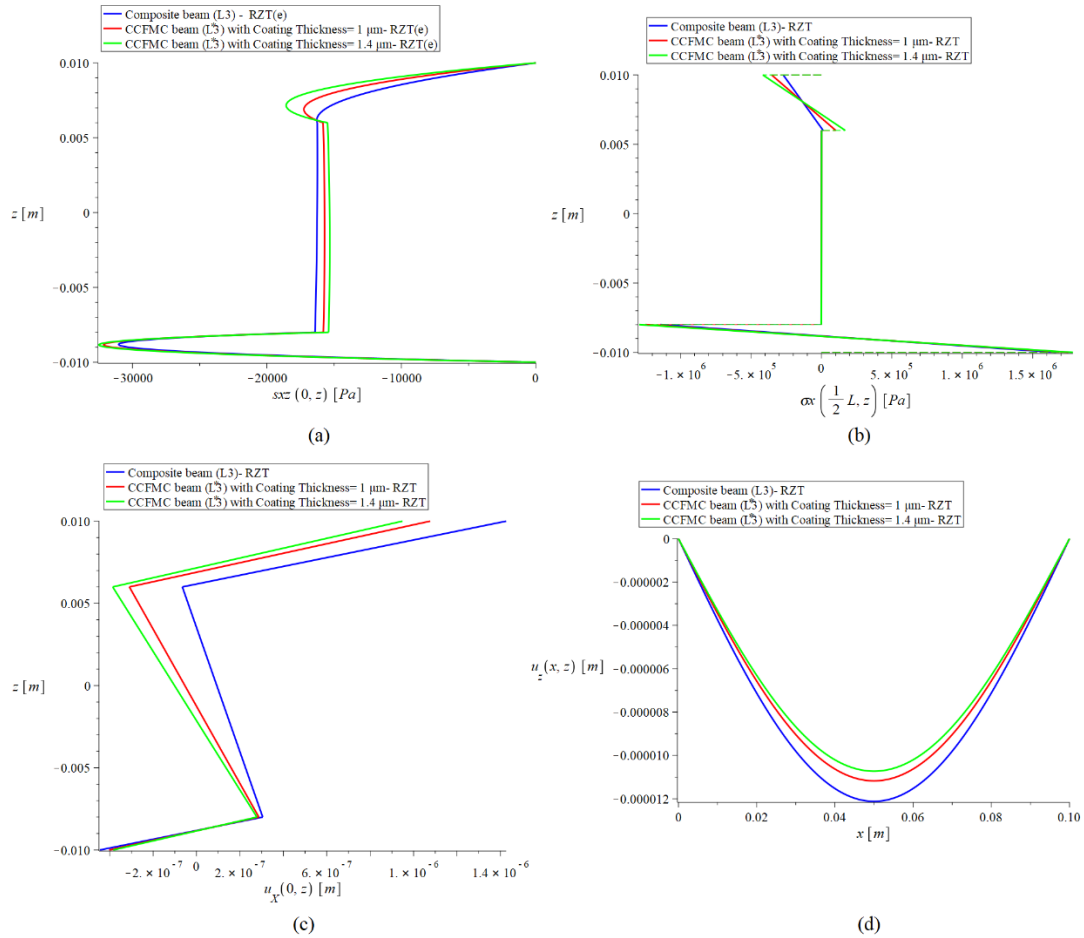 Composite beam (L3) - RZT(e)
CCFMC beam (L*3) with Coating Thickness= 1 μm- RZT(e)
CCFMC beam (L*3) with Coating Thickness= 1.4 μm- RZT(e)
0.010
0.005
z [m]
0
−0.005
−0.010
−30000 −20000 −10000 0
sxz (0, z) [Pa]
(a)
Composite beam (L3)- RZT
CCFMC beam (L*3) with Coating Thickness= 1 μm- RZT
CCFMC beam (L*3) with Coating Thickness= 1.4 μm- RZT
0.010
0.005
z [m]
0
−0.005
−0.010
−1. × 10^6 −5. × 10^5 0 5. × 10^5 1. × 10^6 1.5 × 10^6
σx (1/2 L, z) [Pa]
(b)
Composite beam (L3)- RZT
CCFMC beam (L*3) with Coating Thickness= 1 μm- RZT
CCFMC beam (L*3) with Coating Thickness= 1.4 μm- RZT
0.010
0.005
z [m]
0
−0.005
−0.010
−2. × 10^-7 0 2. × 10^-7 6. × 10^-7 1. × 10^-6 1.4 × 10^-6
u_X(0, z) [m]
(c)
Composite beam (L3)- RZT
CCFMC beam (L*3) with Coating Thickness= 1 μm- RZT
CCFMC beam (L*3) with Coating Thickness= 1.4 μm- RZT
0
−0.000002
−0.000004
u_z(x, z) [m]
−0.000006
−0.000008
−0.000010
−0.000012
0 0.02 0.04 0.06 0.08 0.10
x [m]
(d)